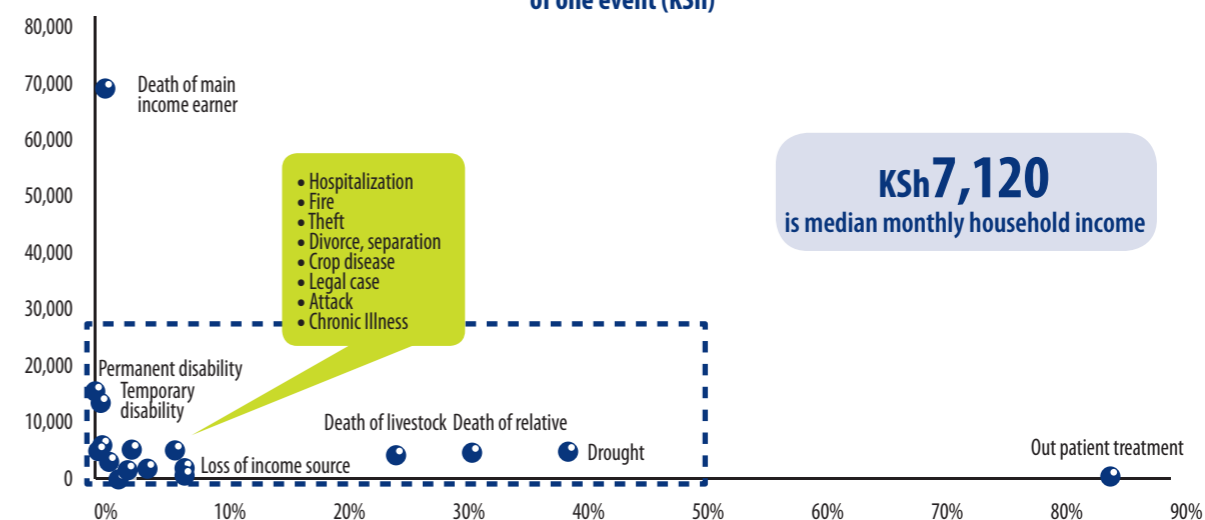 of one event (KSh)
80,000
70,000
60,000
50,000
40,000
30,000
20,000
10,000
0
Death of main
income earner
• Hospitalization
• Fire
• Theft
• Divorce, separation
• Crop disease
• Legal case
• Attack
• Chronic Illness
KSh7,120
is median monthly household income
Permanent disability
Temporary
disability
Death of livestock
Death of relative
Drought
Loss of income source
Out patient treatment
0%
10%
20%
30%
40%
50%
60%
70%
80%
90%